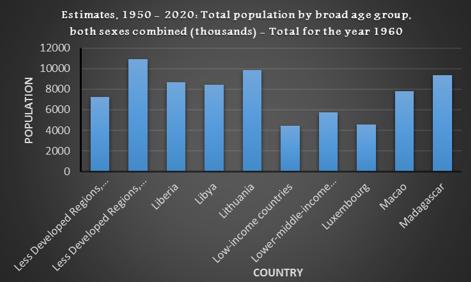 Estimates, 1950 – 2020: Total population by broad age group,
both sexes combined (thousands) – Total for the year 1960
12000
10000
8000
6000
4000
2000
0
POPULATION
Less Developed Regions,...
Less Developed Regions,...
Liberia
Libya
Lithuania
Low-income countries
Lower-middle-income...
Luxembourg
Macao
Madagascar
COUNTRY